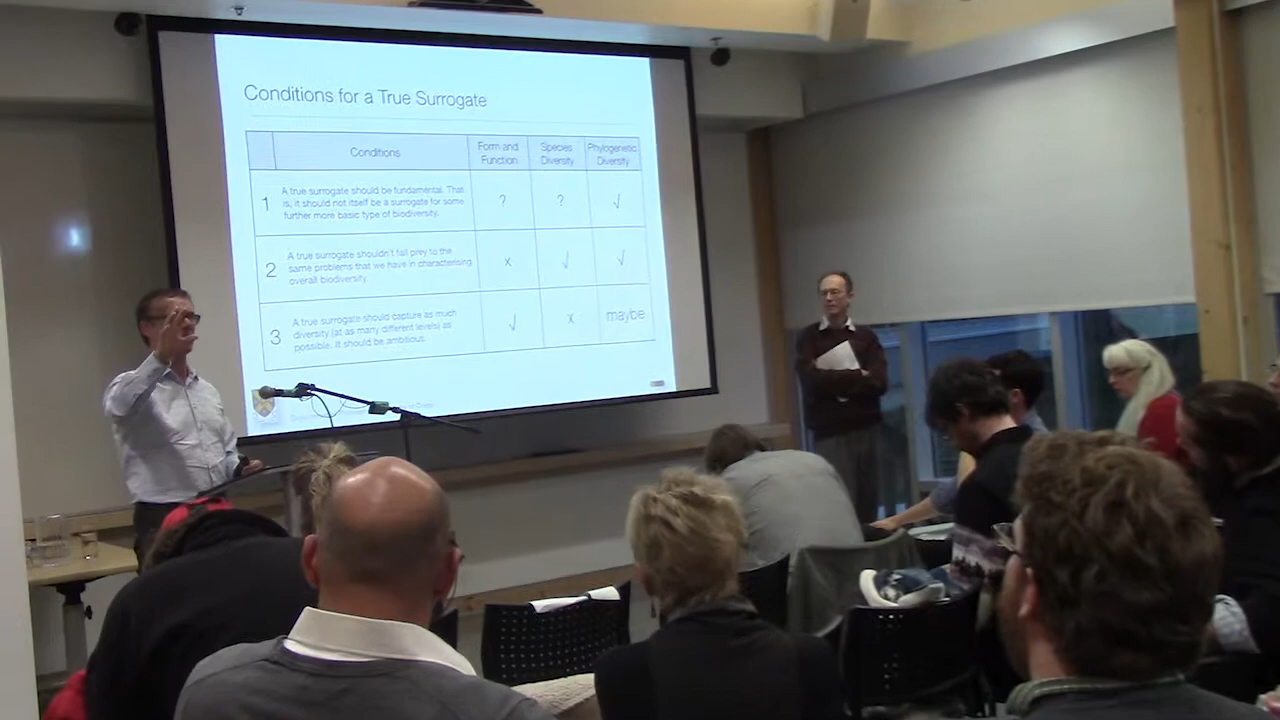 Conditions for a True Surrogate
Conditions
Form and
Function
Species
Diversity
Phylogenetic
Diversity
1
A true surrogate should be fundamental. That
is, it should not itself be a surrogate for some
further more basic type of biodiversity.
?
?
√
2
A true surrogate shouldn't fall prey to the
same problems that we have in characterising
overall biodiversity.
x
√
√
3
A true surrogate should capture as much
diversity (at as many different levels) as
possible. It should be ambitious.
√
x
maybe